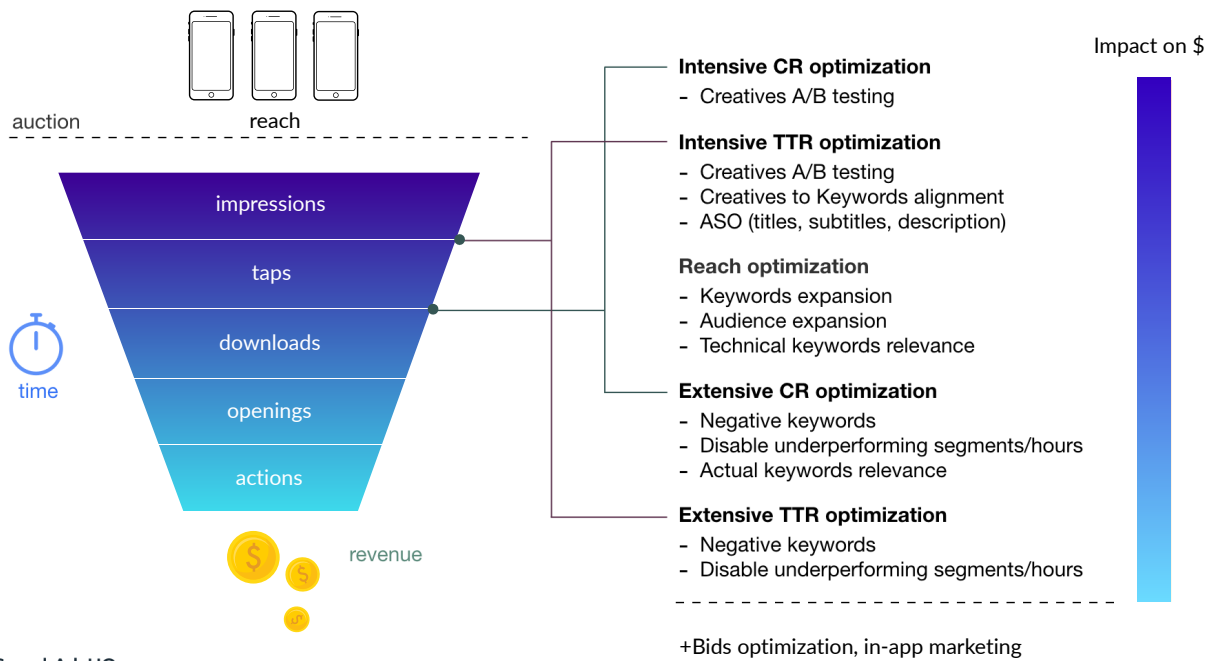 auction
reach
impressions
taps
downloads
openings
actions
time
revenue
Intensive CR optimization
- Creatives A/B testing
Intensive TTR optimization
- Creatives A/B testing
- Creatives to Keywords alignment
- ASO (titles, subtitles, description)
Reach optimization
- Keywords expansion
- Audience expansion
- Technical keywords relevance
Extensive CR optimization
- Negative keywords
- Disable underperforming segments/hours
- Actual keywords relevance
Extensive TTR optimization
- Negative keywords
- Disable underperforming segments/hours
+Bids optimization, in-app marketing
Impact on $
$
$
$